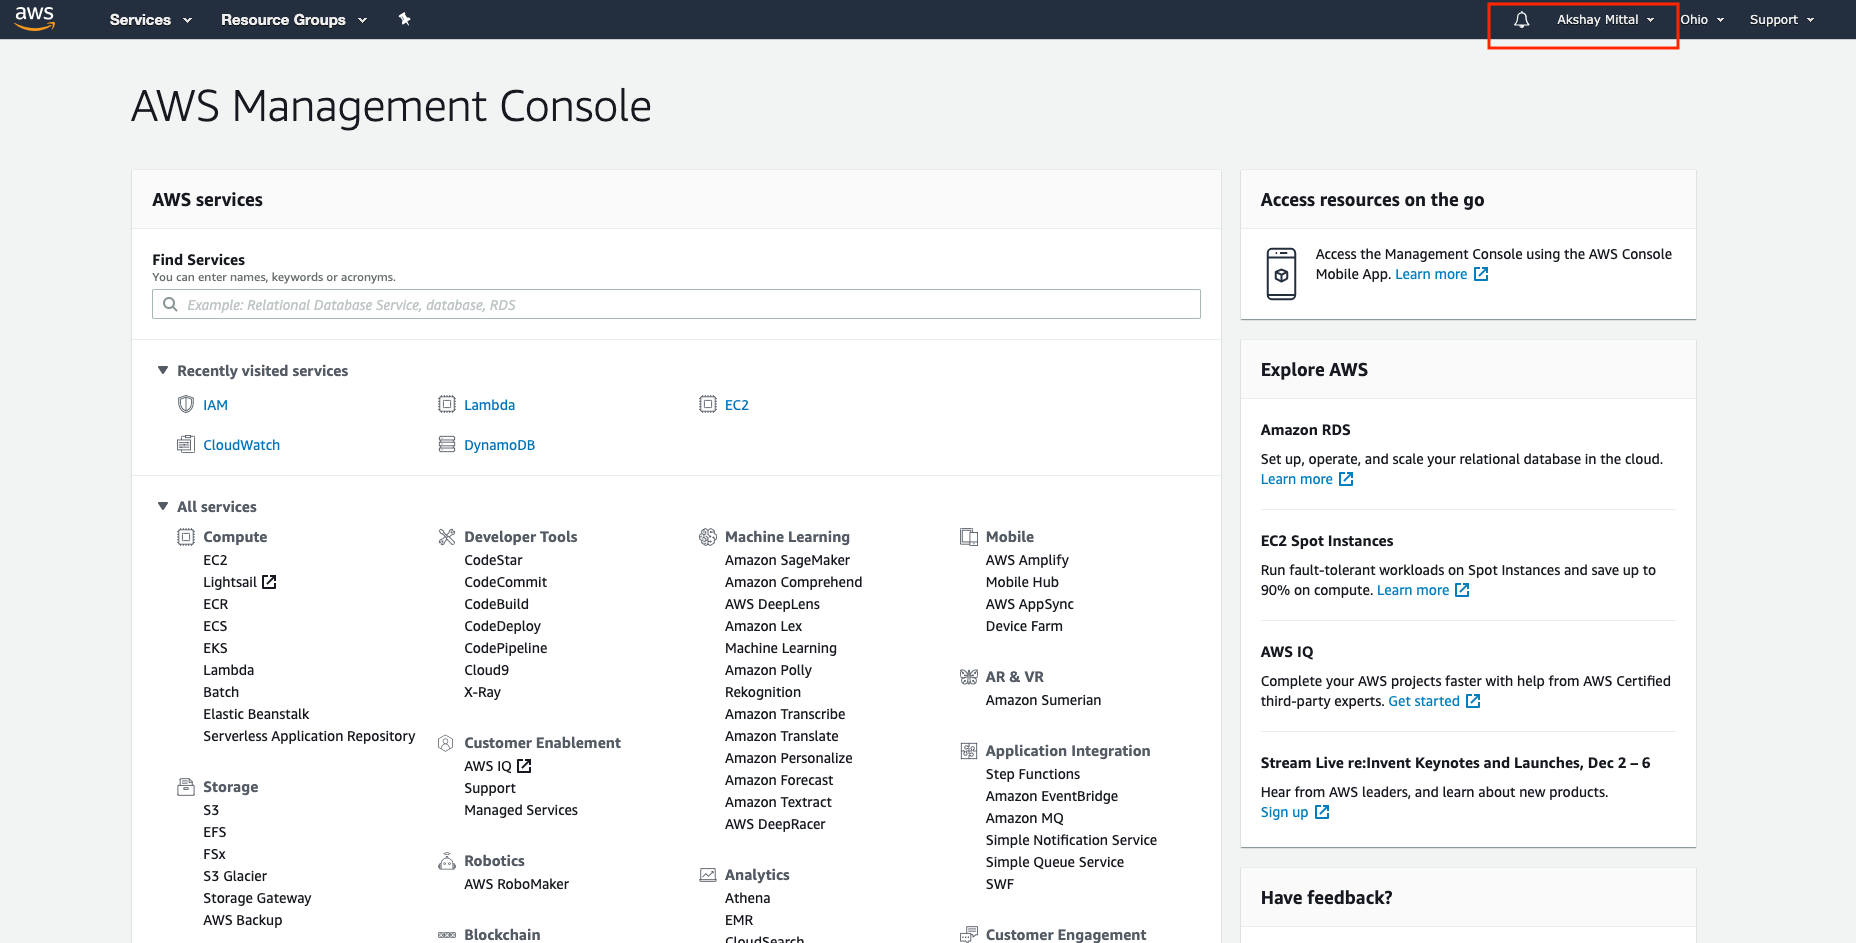 aws Services Resource Groups Akshay Mittal Ohio Support
AWS Management Console
AWS services
Find Services
You can enter names, keywords or acronyms.
Example: Relational Database Service, database, RDS
Recently visited services
IAM Lambda EC2
CloudWatch DynamoDB
All services
Compute
EC2
Lightsail
ECR
ECS
EKS
Lambda
Batch
Elastic Beanstalk
Serverless Application Repository
Storage
S3
EFS
FSx
S3 Glacier
Storage Gateway
AWS Backup
Developer Tools
CodeStar
CodeCommit
CodeBuild
CodeDeploy
CodePipeline
Cloud9
X-Ray
Customer Enablement
AWS IQ
Support
Managed Services
Robotics
AWS RoboMaker
Blockchain
Machine Learning
Amazon SageMaker
Amazon Comprehend
AWS DeepLens
Amazon Lex
Machine Learning
Amazon Polly
Rekognition
Amazon Transcribe
Amazon Translate
Amazon Personalize
Amazon Forecast
Amazon Textract
AWS DeepRacer
Analytics
Athena
EMR
CloudSearch
Mobile
AWS Amplify
Mobile Hub
AWS AppSync
Device Farm
AR & VR
Amazon Sumerian
Application Integration
Step Functions
Amazon EventBridge
Amazon MQ
Simple Notification Service
Simple Queue Service
SWF
Customer Engagement
Access resources on the go
Access the Management Console using the AWS Console
Mobile App. Learn more
Explore AWS
Amazon RDS
Set up, operate, and scale your relational database in the cloud.
Learn more
EC2 Spot Instances
Run fault-tolerant workloads on Spot Instances and save up to
90% on compute. Learn more
AWS IQ
Complete your AWS projects faster with help from AWS Certified
third-party experts. Get started
Stream Live re:Invent Keynotes and Launches, Dec 2 – 6
Hear from AWS leaders, and learn about new products.
Sign up
Have feedback?